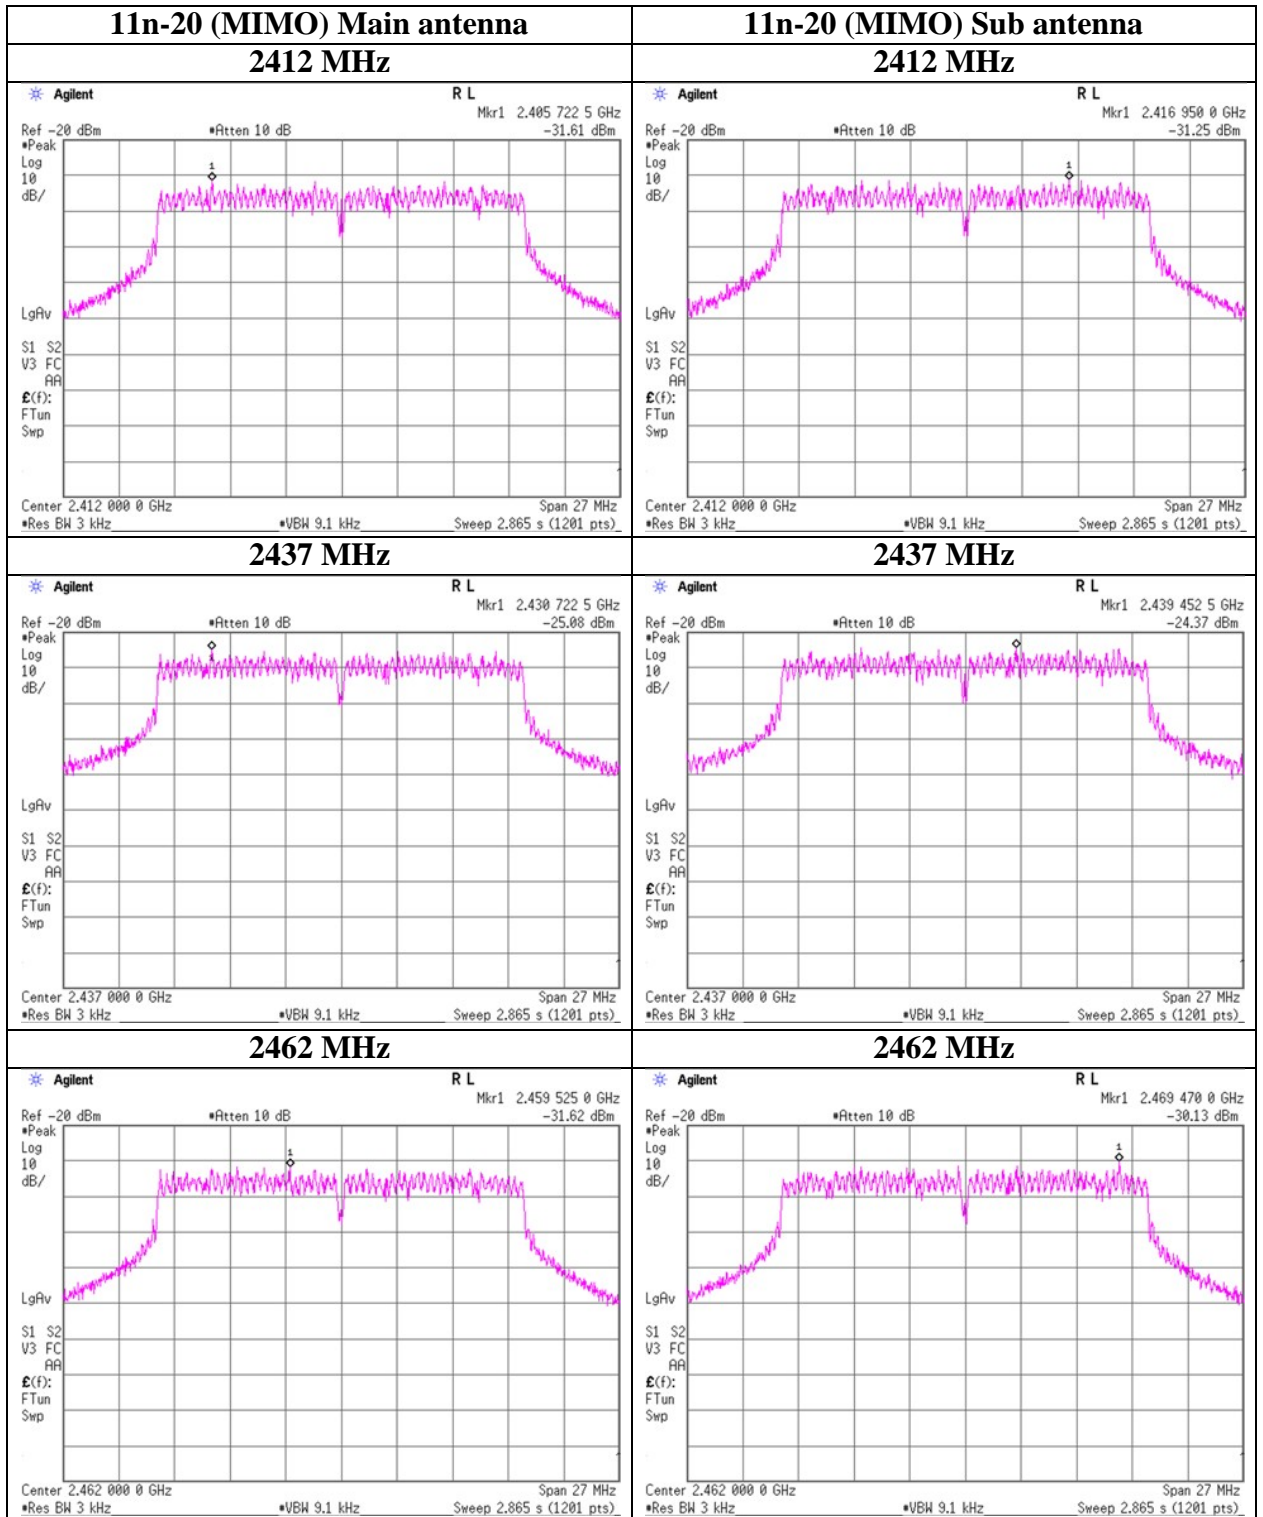 11n-20 (MIMO) Main antenna
11n-20 (MIMO) Sub antenna
2412 MHz
2412 MHz
Agilent
R L
Mkr1 2.405 722 5 GHz
Ref -20 dBm
*Atten 10 dB
-31.61 dBm
*Peak
Log
10
dB/
1
LgAv
S1 S2
V3 FC
AA
£(f):
FTun
Swp
Center 2.412 000 0 GHz
Span 27 MHz
*Res BW 3 kHz
*VBW 9.1 kHz
Sweep 2.865 s (1201 pts)
Agilent
R L
Mkr1 2.416 950 0 GHz
Ref -20 dBm
*Atten 10 dB
-31.25 dBm
*Peak
Log
10
dB/
1
LgAv
S1 S2
V3 FC
AA
£(f):
FTun
Swp
Center 2.412 000 0 GHz
Span 27 MHz
*Res BW 3 kHz
*VBW 9.1 kHz
Sweep 2.865 s (1201 pts)
2437 MHz
2437 MHz
Agilent
R L
Mkr1 2.430 722 5 GHz
Ref -20 dBm
*Atten 10 dB
-25.08 dBm
*Peak
Log
10
dB/
LgAv
S1 S2
V3 FC
AA
£(f):
FTun
Swp
Center 2.437 000 0 GHz
Span 27 MHz
*Res BW 3 kHz
*VBW 9.1 kHz
Sweep 2.865 s (1201 pts)
Agilent
R L
Mkr1 2.439 452 5 GHz
Ref -20 dBm
*Atten 10 dB
-24.37 dBm
*Peak
Log
10
dB/
LgAv
S1 S2
V3 FC
AA
£(f):
FTun
Swp
Center 2.437 000 0 GHz
Span 27 MHz
*Res BW 3 kHz
*VBW 9.1 kHz
Sweep 2.865 s (1201 pts)
2462 MHz
2462 MHz
Agilent
R L
Mkr1 2.459 525 0 GHz
Ref -20 dBm
*Atten 10 dB
-31.62 dBm
*Peak
Log
10
dB/
1
LgAv
S1 S2
V3 FC
AA
£(f):
FTun
Swp
Center 2.462 000 0 GHz
Span 27 MHz
*Res BW 3 kHz
*VBW 9.1 kHz
Sweep 2.865 s (1201 pts)
Agilent
R L
Mkr1 2.469 470 0 GHz
Ref -20 dBm
*Atten 10 dB
-30.13 dBm
*Peak
Log
10
dB/
1
LgAv
S1 S2
V3 FC
AA
£(f):
FTun
Swp
Center 2.462 000 0 GHz
Span 27 MHz
*Res BW 3 kHz
*VBW 9.1 kHz
Sweep 2.865 s (1201 pts)